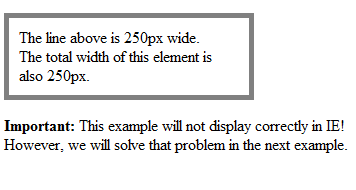 The line above is 250px wide.
The total width of this element is
also 250px.
Important: This example will not display correctly in IE!
However, we will solve that problem in the next example.